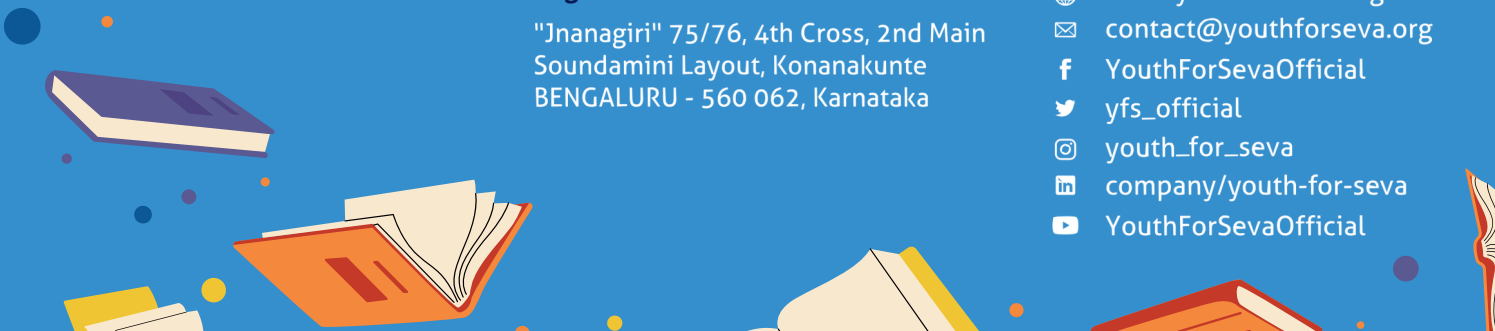 "Jnanagiri" 75/76, 4th Cross, 2nd Main
Soundamini Layout, Konanakunte
BENGALURU - 560 062, Karnataka
contact@youthforseva.org
YouthForSevaOfficial
yfs_official
youth_for_seva
company/youth-for-seva
YouthForSevaOfficial